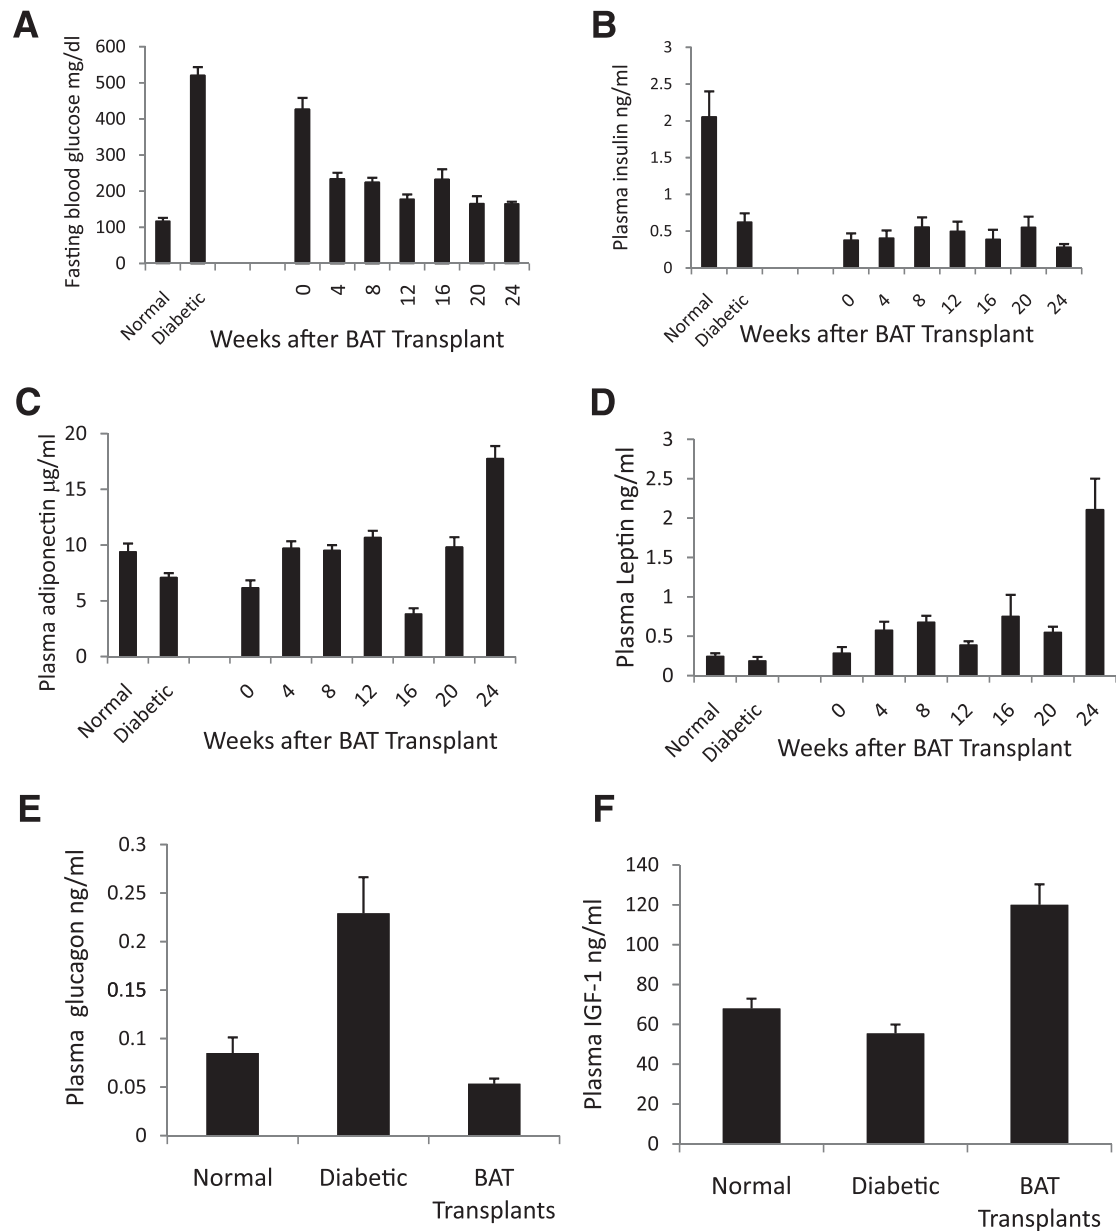 A
Fasting blood glucose mg/dl
600
500
400
300
200
100
0
Normal
Diabetic
0
4
8
12
16
20
24
Weeks after BAT Transplant
B
Plasma insulin ng/ml
3
2.5
2
1.5
1
0.5
0
Normal
Diabetic
0
4
8
12
16
20
24
Weeks after BAT Transplant
C
Plasma adiponectin µg/ml
20
15
10
5
0
Normal
Diabetic
0
4
8
12
16
20
24
Weeks after BAT Transplant
D
Plasma Leptin ng/ml
3
2.5
2
1.5
1
0.5
0
Normal
Diabetic
0
4
8
12
16
20
24
Weeks after BAT Transplant
E
Plasma glucagon ng/ml
0.3
0.25
0.2
0.15
0.1
0.05
0
Normal
Diabetic
BAT
Transplants
F
Plasma IGF-1 ng/ml
140
120
100
80
60
40
20
0
Normal
Diabetic
BAT
Transplants